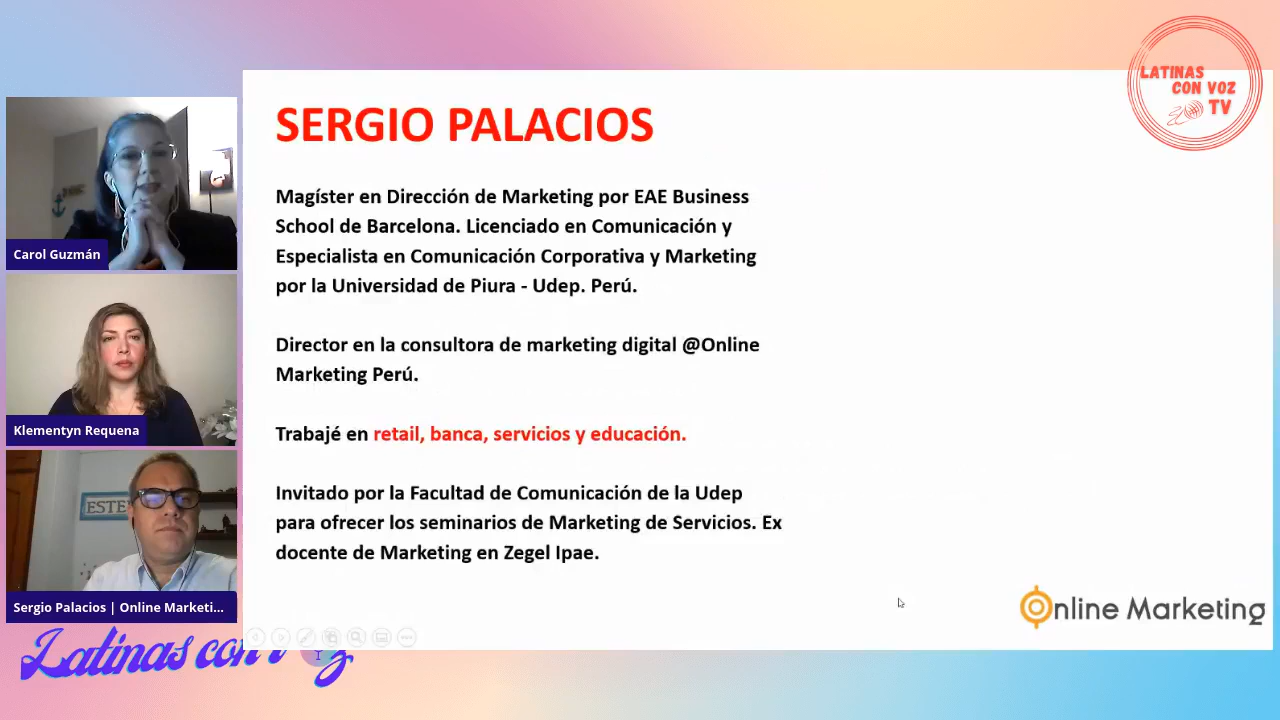 LATINAS
CON VOZ
TV
SERGIO PALACIOS
Magíster en Dirección de Marketing por EAE Business
School de Barcelona. Licenciado en Comunicación y
Especialista en Comunicación Corporativa y Marketing
por la Universidad de Piura - Udep. Perú.
Director en la consultora de marketing digital @Online
Marketing Perú.
Trabajé en retail, banca, servicios y educación.
Invitado por la Facultad de Comunicación de la Udep
para ofrecer los seminarios de Marketing de Servicios. Ex
docente de Marketing en Zegel Ipae.
Online Marketing
Carol Guzmán
Klementyn Requena
ESTE
Sergio Palacios | Online Marketi...
Latinas con Voz